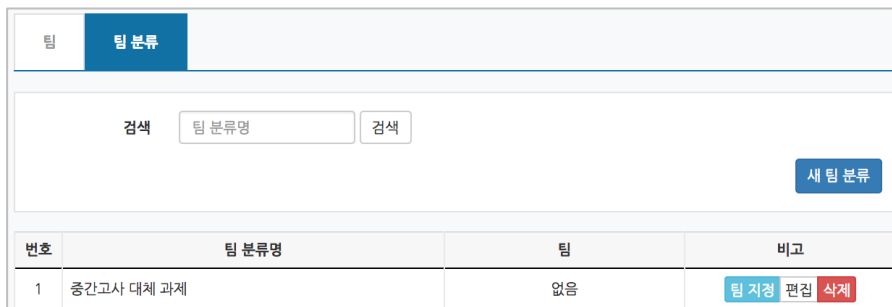 팀 팀 분류
검색 팀 분류명 검색
새 팀 분류
번호 팀 분류명 팀 비고
1 중간고사 대체 과제 없음 팀 지정 편집 삭제